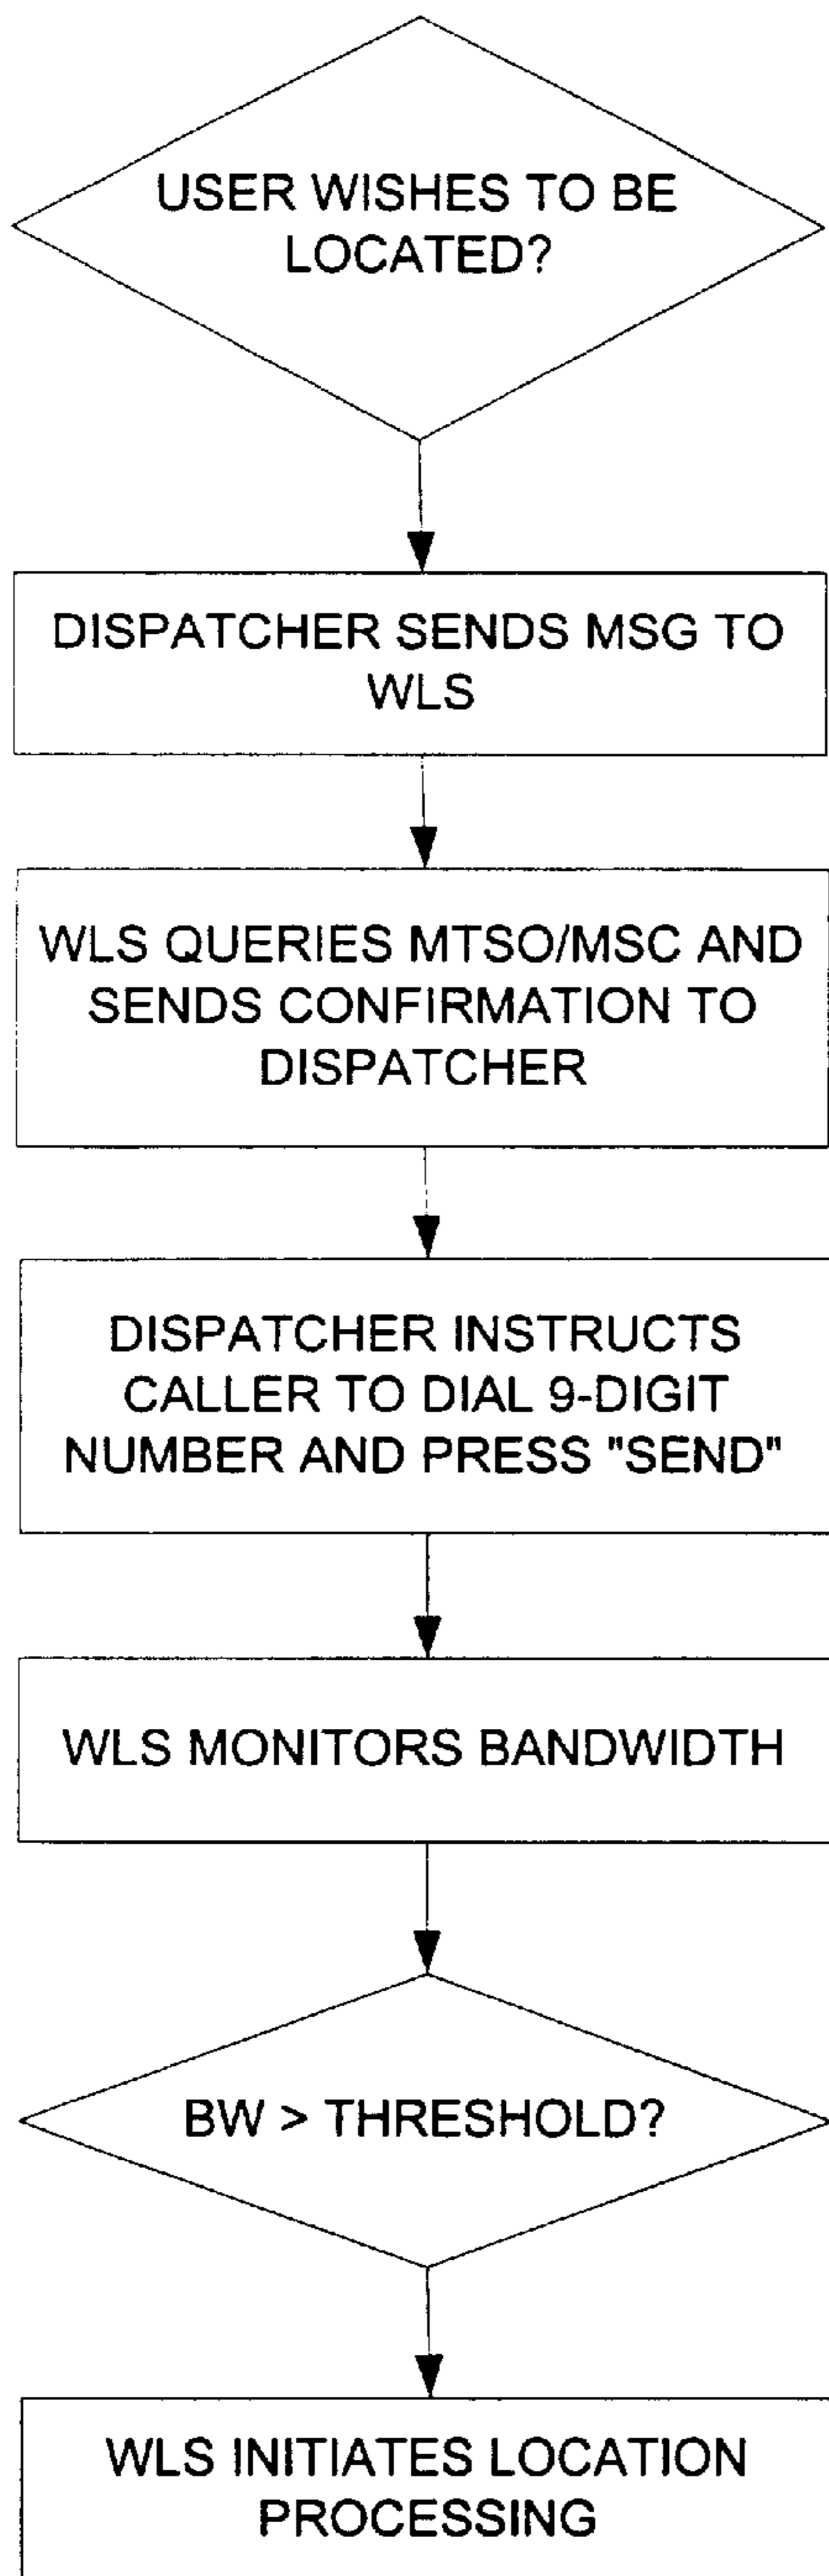 USER WISHES TO BE
LOCATED?
DISPATCHER SENDS MSG TO
WLS
WLS QUERIES MTSO/MSC AND
SENDS CONFIRMATION TO
DISPATCHER
DISPATCHER INSTRUCTS
CALLER TO DIAL 9-DIGIT
NUMBER AND PRESS "SEND"
WLS MONITORS BANDWIDTH
BW > THRESHOLD?
WLS INITIATES LOCATION
PROCESSING